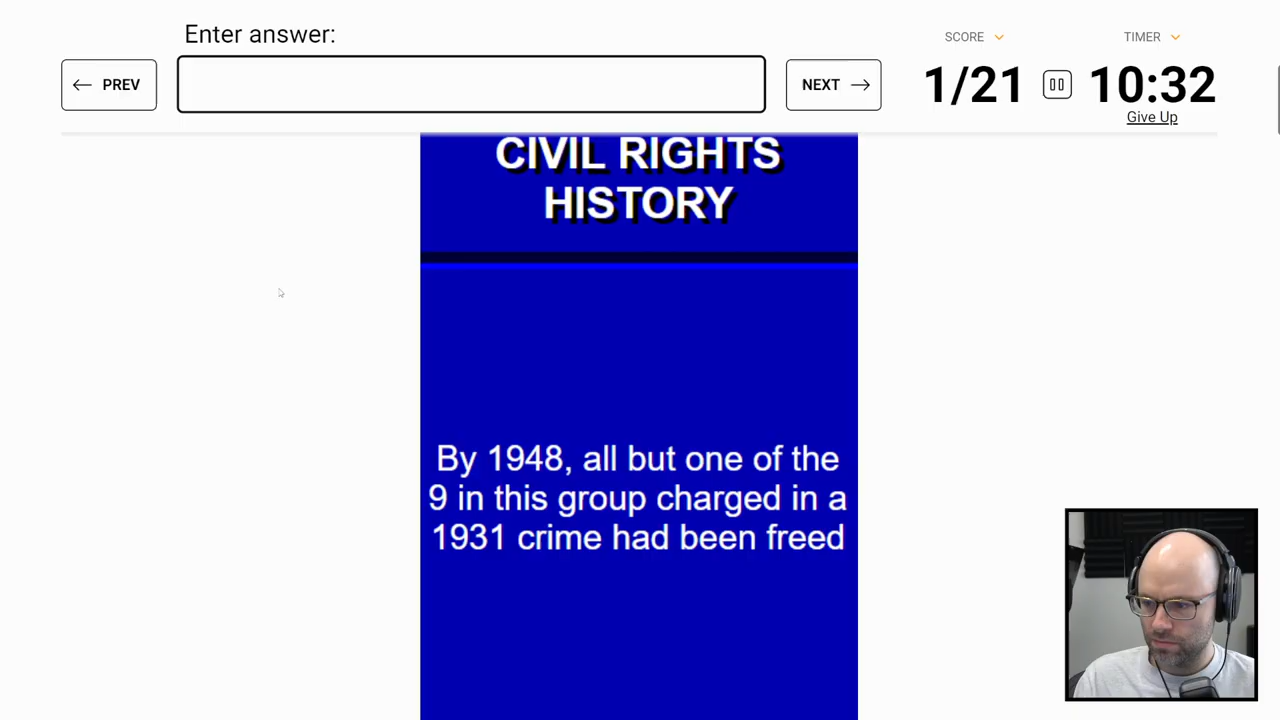 Enter answer:
SCORE
TIMER
PREV
NEXT
1/21
10:32
Give Up
CIVIL RIGHTS
HISTORY
By 1948, all but one of the
9 in this group charged in a
1931 crime had been freed